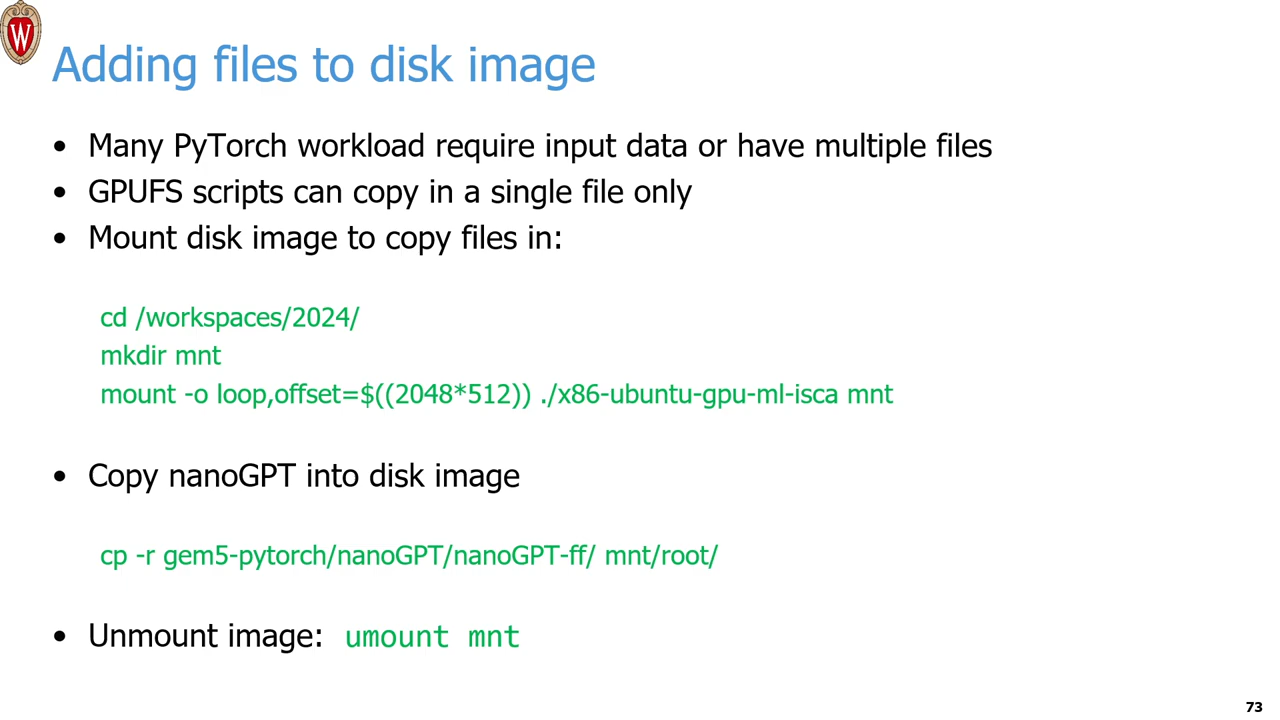 W
Adding files to disk image
• Many PyTorch workload require input data or have multiple files
• GPUFS scripts can copy in a single file only
• Mount disk image to copy files in:
cd /workspaces/2024/
mkdir mnt
mount -o loop,offset=$((2048*512)) ./x86-ubuntu-gpu-ml-isca mnt
• Copy nanoGPT into disk image
cp -r gem5-pytorch/nanoGPT/nanoGPT-ff/ mnt/root/
• Unmount image: umount mnt
73